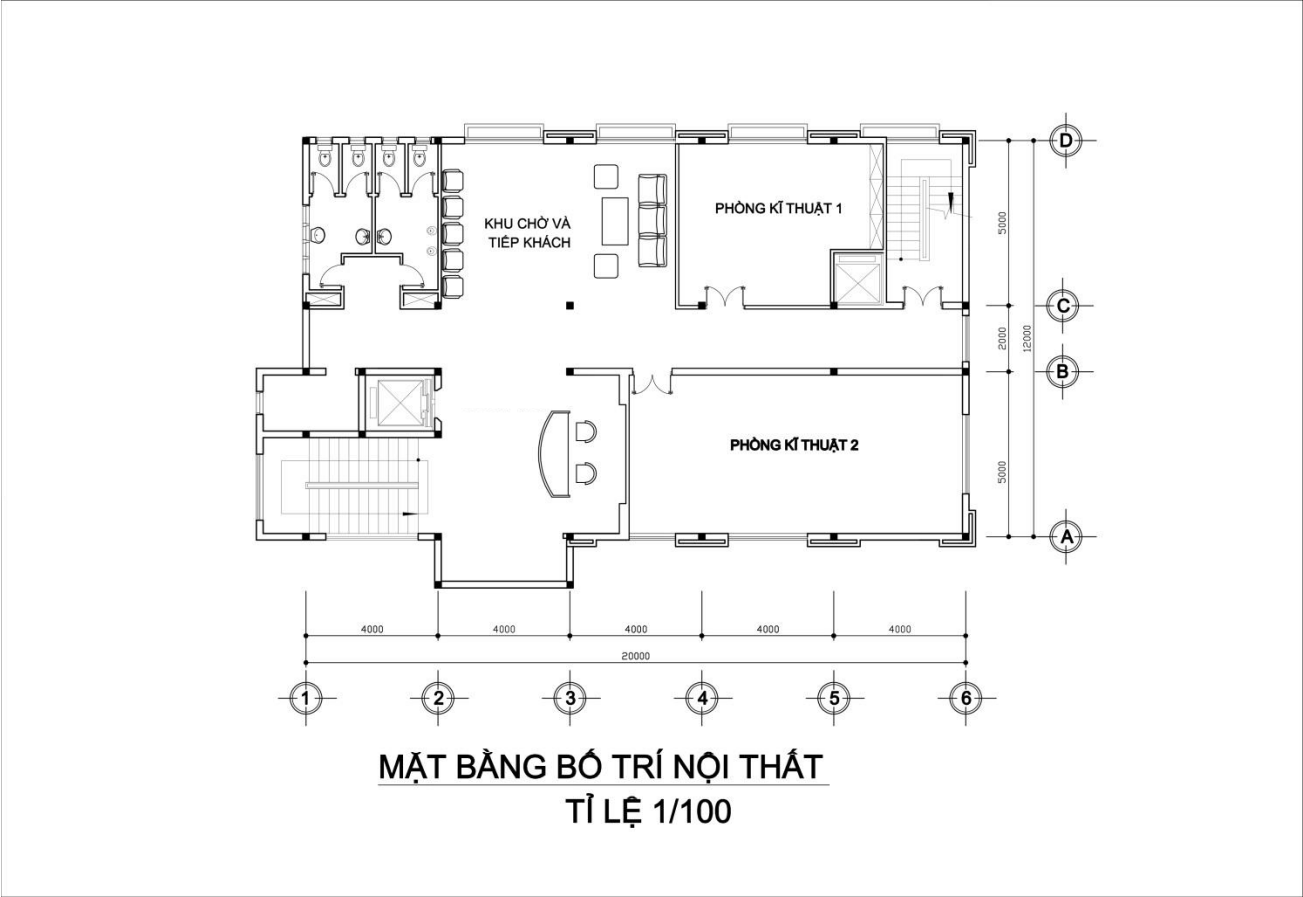 D
KHU CHỜ VÀ
TIẾP KHÁCH
PHÒNG KĨ THUẬT 1
5000
C
2000
12000
B
PHÒNG KĨ THUẬT 2
5000
A
4000
4000
4000
4000
4000
20000
1
2
3
4
5
6
MẶT BẰNG BỐ TRÍ NỘI THẤT
TỈ LỆ 1/100